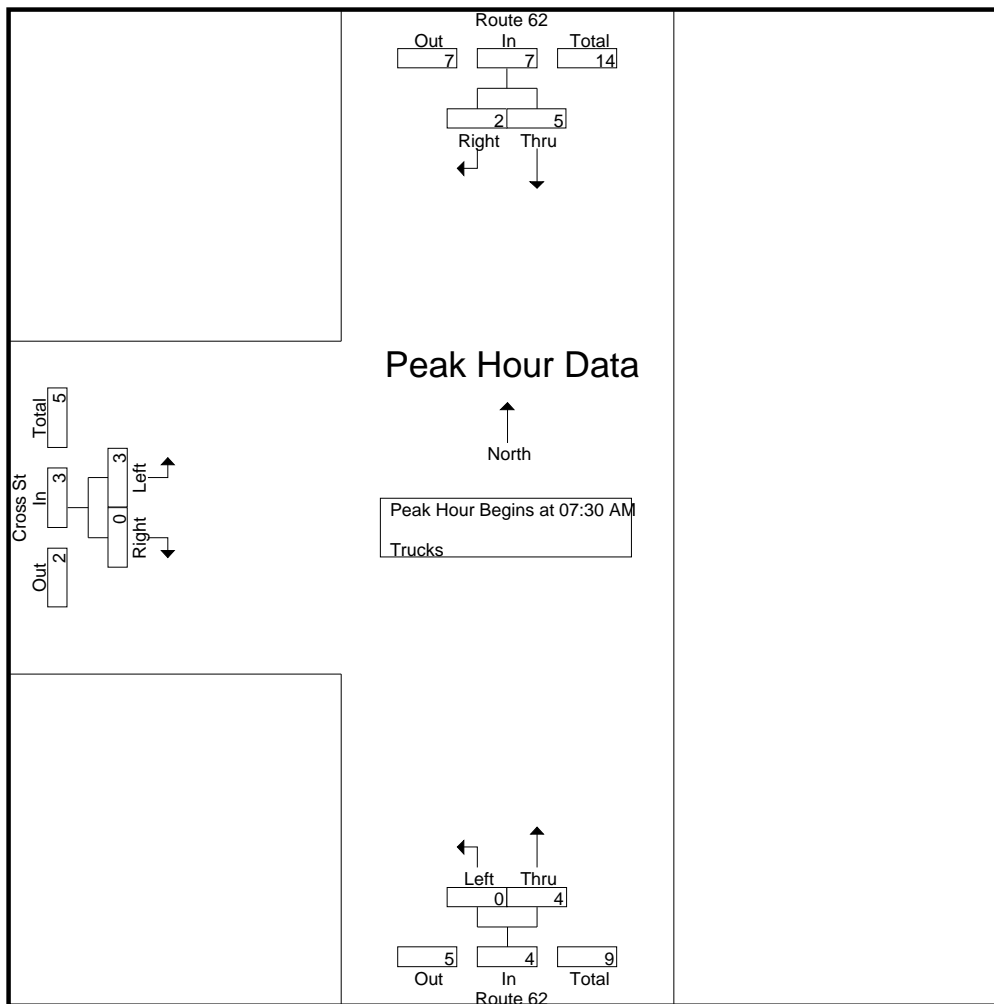 Route 62
Out In Total
7 7 14
2 5
Right Thru
Peak Hour Data
North
Peak Hour Begins at 07:30 AM
Trucks
Cross St
Out In Total
2 3 5
Right Left
0 3
Left Thru
0 4
5 4 9
Out In Total
Route 62